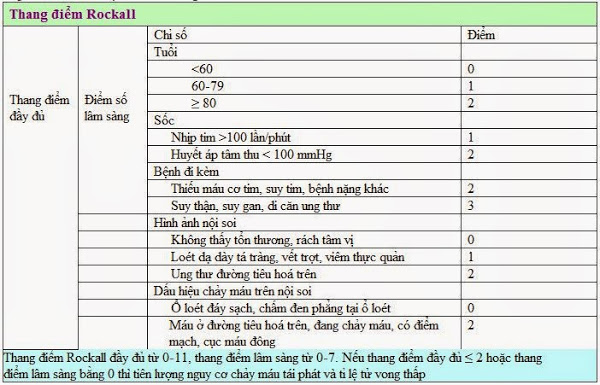 Thang điểm Rockall
Chỉ số Điểm
Tuổi
<60 0
60-79 1
≥ 80 2
Thang điểm đầy đủ
Điểm số lâm sàng
Sốc
Nhịp tim >100 lần/phút 1
Huyết áp tâm thu < 100 mmHg 2
Bệnh đi kèm
Thiếu máu cơ tim, suy tim, bệnh nặng khác 2
Suy thận, suy gan, di căn ung thư 3
Hình ảnh nội soi
Không thấy tổn thương, rách tâm vị 0
Loét dạ dày tá tràng, vết trợt, viêm thực quản 1
Ung thư đường tiêu hoá trên 2
Dấu hiệu chảy máu trên nội soi
Ổ loét đáy sạch, chấm đen phẳng tại ổ loét 0
Máu ở đường tiêu hoá trên, đang chảy máu, có điểm 2
mạch, cục máu đông
Thang điểm Rockall đầy đủ từ 0-11, thang điểm lâm sàng từ 0-7. Nếu thang điểm đầy đủ ≤ 2 hoặc thang
điểm lâm sàng bằng 0 thì tiên lượng nguy cơ chảy máu tái phát và tỉ lệ tử vong thấp